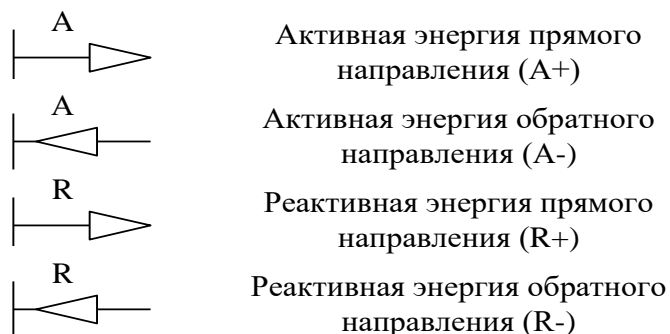 A
Активная энергия прямого
направления (A+)
A
Активная энергия обратного
направления (A-)
R
Реактивная энергия прямого
направления (R+)
R
Реактивная энергия обратного
направления (R-)